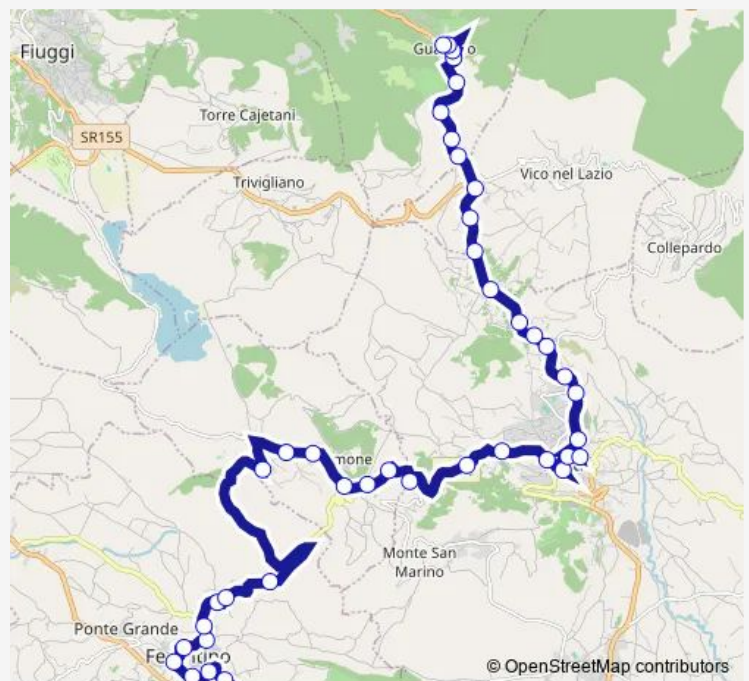 Fiuggi
Torre Cajetani
SR155
Trivigliano
Vico nel Lazio
Collepardo
Monte San
Marino
Ponte Grande
© OpenStreetMap contributors